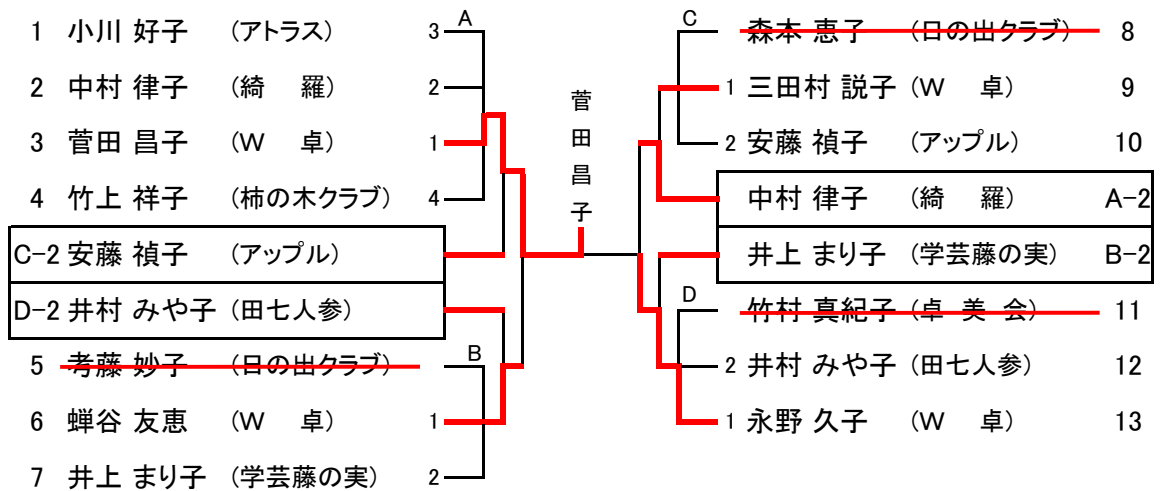 A
1 小川 好子 (アトラス) 3
2 中村 律子 (綺 羅) 2
3 菅田 昌子 (W 卓) 1
4 竹上 祥子 (柿の木クラブ) 4
C-2 安藤 禎子 (アップル)
D-2 井村 みや子 (田七人参)
B
5 考藤 妙子 (日の出クラブ)
6 蝉谷 友恵 (W 卓) 1
7 井上 まり子 (学芸藤の実) 2
菅田昌子
C
森本 恵子 (日の出クラブ) 8
1 三田村 説子 (W 卓) 9
2 安藤 禎子 (アップル) 10
中村 律子 (綺 羅) A-2
井上 まり子 (学芸藤の実) B-2
D
竹村 真紀子 (卓 美 会) 11
2 井村 みや子 (田七人参) 12
1 永野 久子 (W 卓) 13